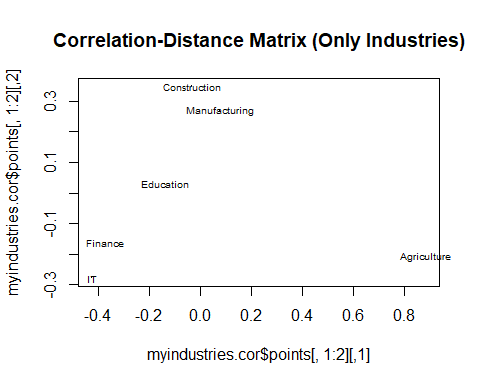 Correlation-Distance Matrix (Only Industries)
myindustries.cor$points[, 1:2][,2]
0.3
0.1
-0.1
-0.3
Construction
Manufacturing
Education
Finance
Agriculture
IT
-0.4 -0.2 0.0 0.2 0.4 0.6 0.8
myindustries.cor$points[, 1:2][,1]